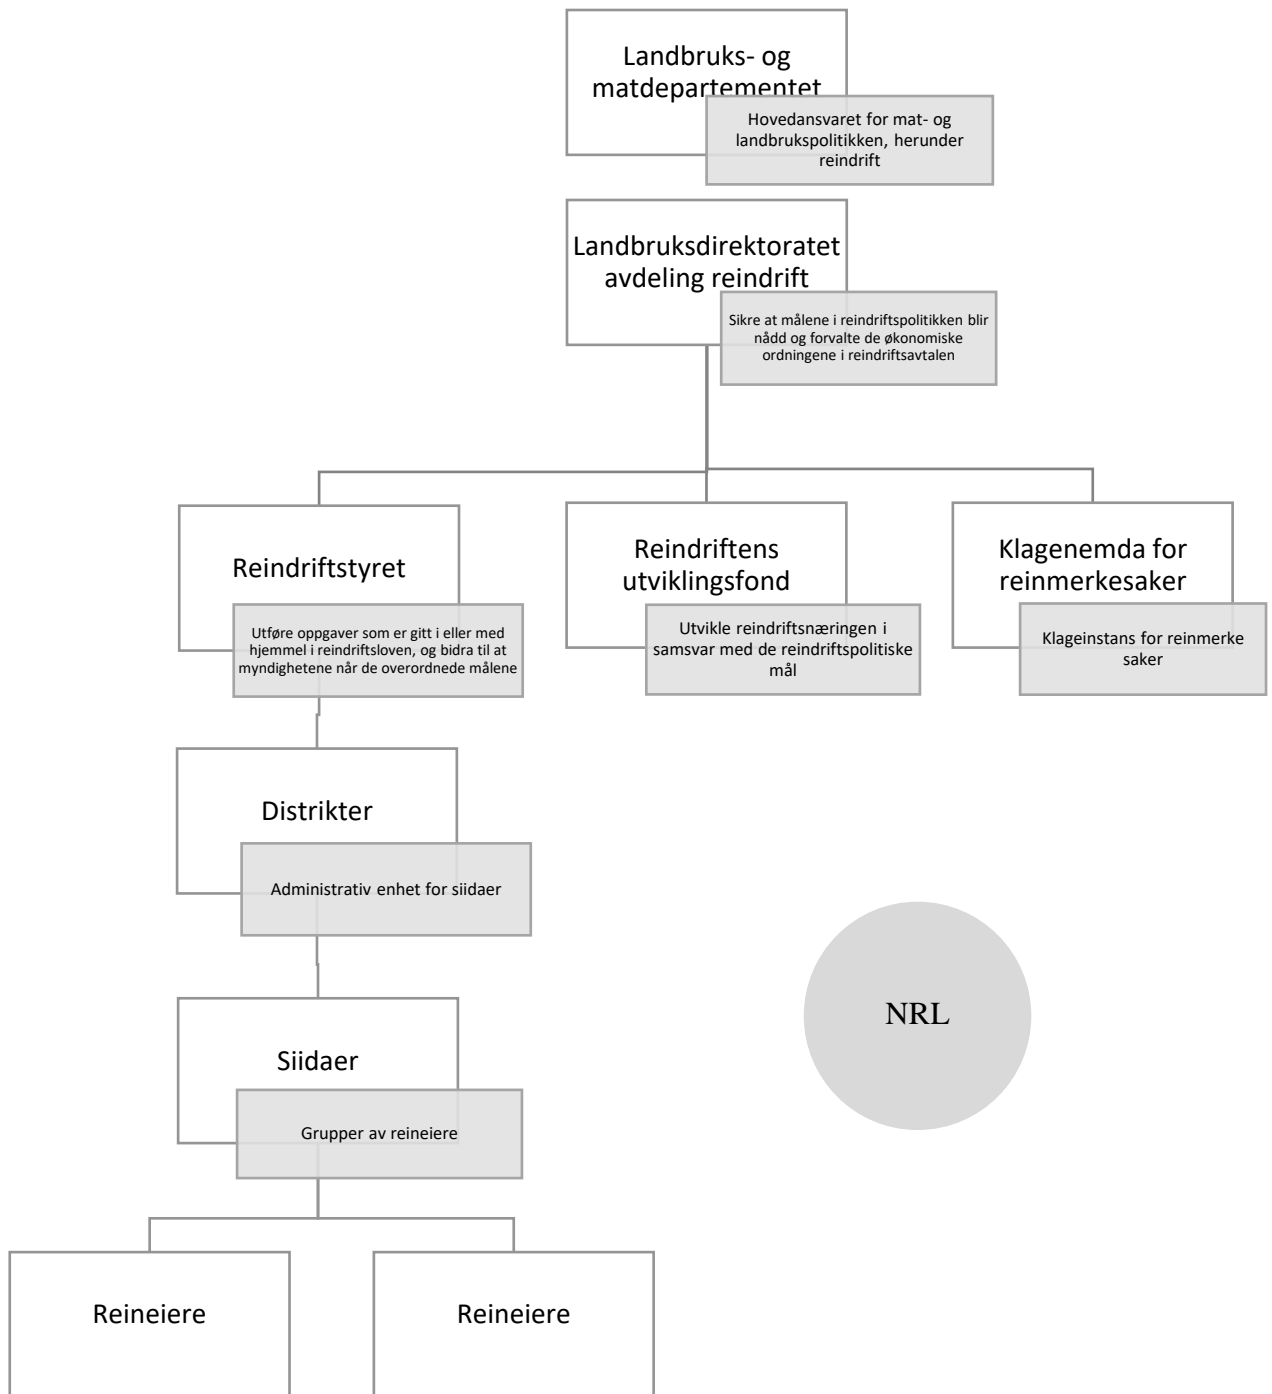 Landbruks- og
matdepartementet
Hovedansvaret for mat- og
landbrukspolitikken, herunder
reindrift
Landbruksdirektoratet
avdeling reindrift
Sikre at målene i reindriftspolitikken blir
nådd og forvalte de økonomiske
ordningene i reindriftsavtalen
Reindriftstyret
Utføre oppgaver som er gitt i eller med
hjemmel i reindriftsloven, og bidra til at
myndighetene når de overordnede målene
Reindriftens
utviklingsfond
Utvikle reindriftsnæringen i
samsvar med de reindriftspolitiske
mål
Klagenemda for
reinmerkesaker
Klageinstans for reinmerke
saker
Distrikter
Administrativ enhet for siidaer
NRL
Siidaer
Grupper av reineiere
Reineiere
Reineiere